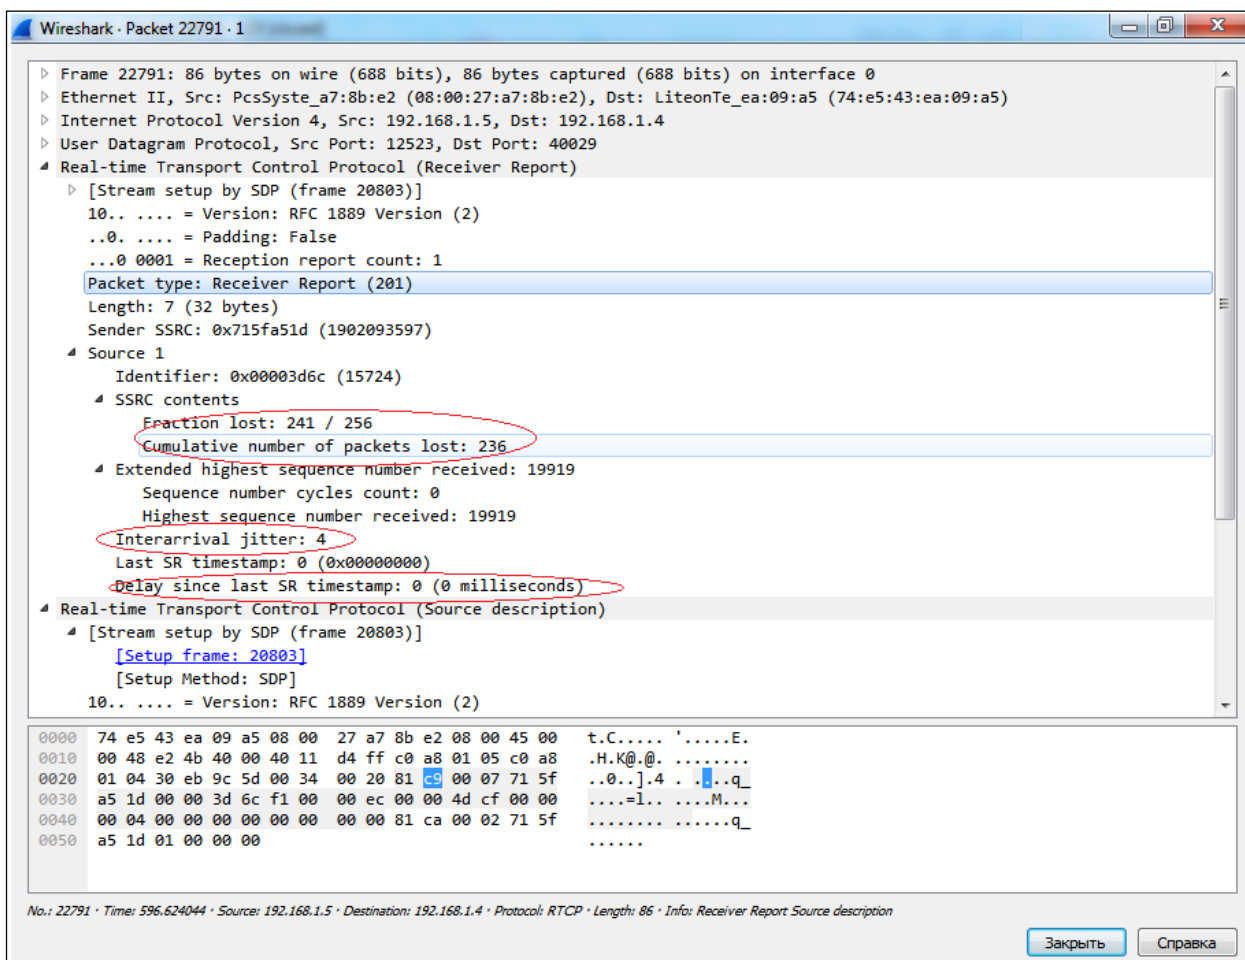 Wireshark · Packet 22791 · 1
Frame 22791: 86 bytes on wire (688 bits), 86 bytes captured (688 bits) on interface 0
Ethernet II, Src: PcsSyste_a7:8b:e2 (08:00:27:a7:8b:e2), Dst: LiteonTe_ea:09:a5 (74:e5:43:ea:09:a5)
Internet Protocol Version 4, Src: 192.168.1.5, Dst: 192.168.1.4
User Datagram Protocol, Src Port: 12523, Dst Port: 40029
Real-time Transport Control Protocol (Receiver Report)
[Stream setup by SDP (frame 20803)]
10.. .... = Version: RFC 1889 Version (2)
..0. .... = Padding: False
...0 0001 = Reception report count: 1
Packet type: Receiver Report (201)
Length: 7 (32 bytes)
Sender SSRC: 0x715fa51d (1902093597)
Source 1
Identifier: 0x00003d6c (15724)
SSRC contents
Fraction lost: 241 / 256
Cumulative number of packets lost: 236
Extended highest sequence number received: 19919
Sequence number cycles count: 0
Highest sequence number received: 19919
Interarrival jitter: 4
Last SR timestamp: 0 (0x00000000)
Delay since last SR timestamp: 0 (0 milliseconds)
Real-time Transport Control Protocol (Source description)
[Stream setup by SDP (frame 20803)]
[Setup frame: 20803]
[Setup Method: SDP]
10.. .... = Version: RFC 1889 Version (2)
0000 74 e5 43 ea 09 a5 08 00 27 a7 8b e2 08 00 45 00 t.C..... '.....E.
0010 00 48 e2 4b 40 00 40 11 d4 ff c0 a8 01 05 c0 a8 .H.K@.@. ........
0020 01 04 30 eb 9c 5d 00 34 00 20 81 c9 00 07 71 5f ..0..].4 . ....q_
0030 a5 1d 00 00 3d 6c f1 00 00 ec 00 00 4d cf 00 00 ....=l.. ....M...
0040 00 04 00 00 00 00 00 00 00 00 81 ca 00 02 71 5f ........ ......q_
0050 a5 1d 01 00 00 00 ......
No.: 22791 · Time: 596.624044 · Source: 192.168.1.5 · Destination: 192.168.1.4 · Protocol: RTCP · Length: 86 · Info: Receiver Report Source description
Закрыть Справка